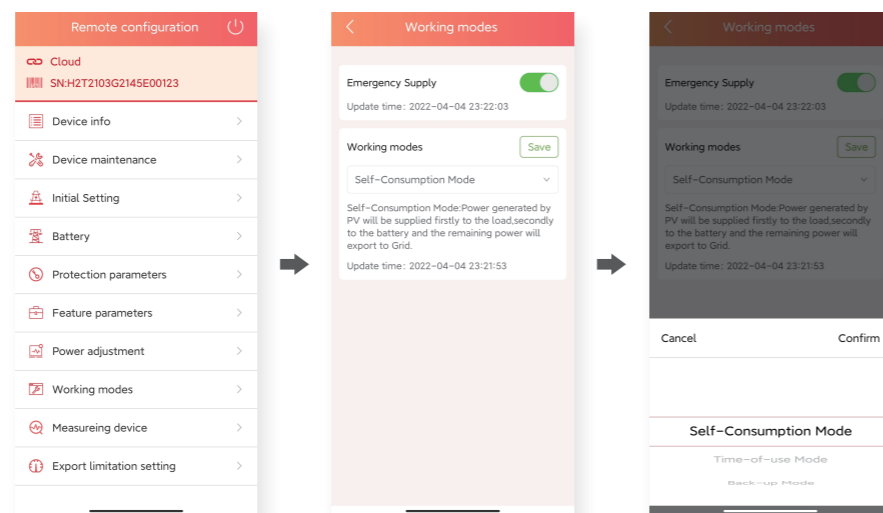 Remote configuration
Cloud
SN:H2T2103G2145E00123
Device info
Device maintenance
Initial Setting
Battery
Protection parameters
Feature parameters
Power adjustment
Working modes
Measureing device
Export limitation setting
Working modes
Emergency Supply
Update time: 2022-04-04 23:22:03
Working modes
Save
Self-Consumption Mode
Self-Consumption Mode:Power generated by
PV will be supplied firstly to the load,secondly
to the battery and the remaining power will
export to Grid.
Update time: 2022-04-04 23:21:53
Working modes
Emergency Supply
Update time: 2022-04-04 23:22:03
Working modes
Save
Self-Consumption Mode
Self-Consumption Mode:Power generated by
PV will be supplied firstly to the load,secondly
to the battery and the remaining power will
export to Grid.
Update time: 2022-04-04 23:21:53
Cancel
Confirm
Self-Consumption Mode
Time-of-use Mode
Back-up Mode